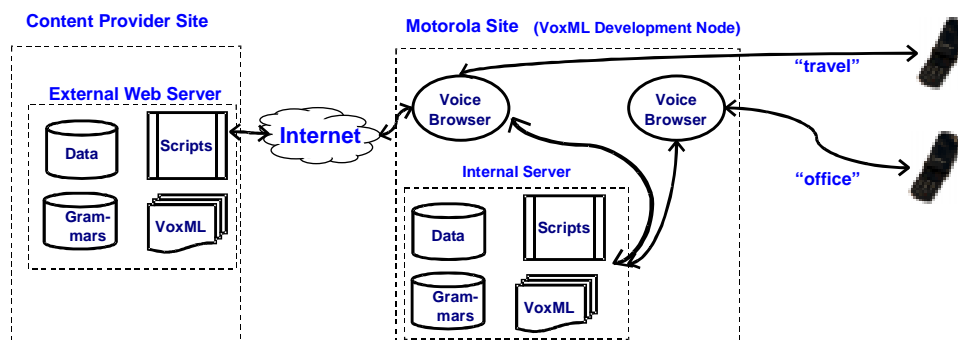 Content Provider Site
Motorola Site (VoxML Development Node)
External Web Server
Data
Scripts
Gram-
mars
VoxML
Internet
Voice
Browser
Voice
Browser
“travel”
“office”
Internal Server
Data
Scripts
Gram-
mars
VoxML